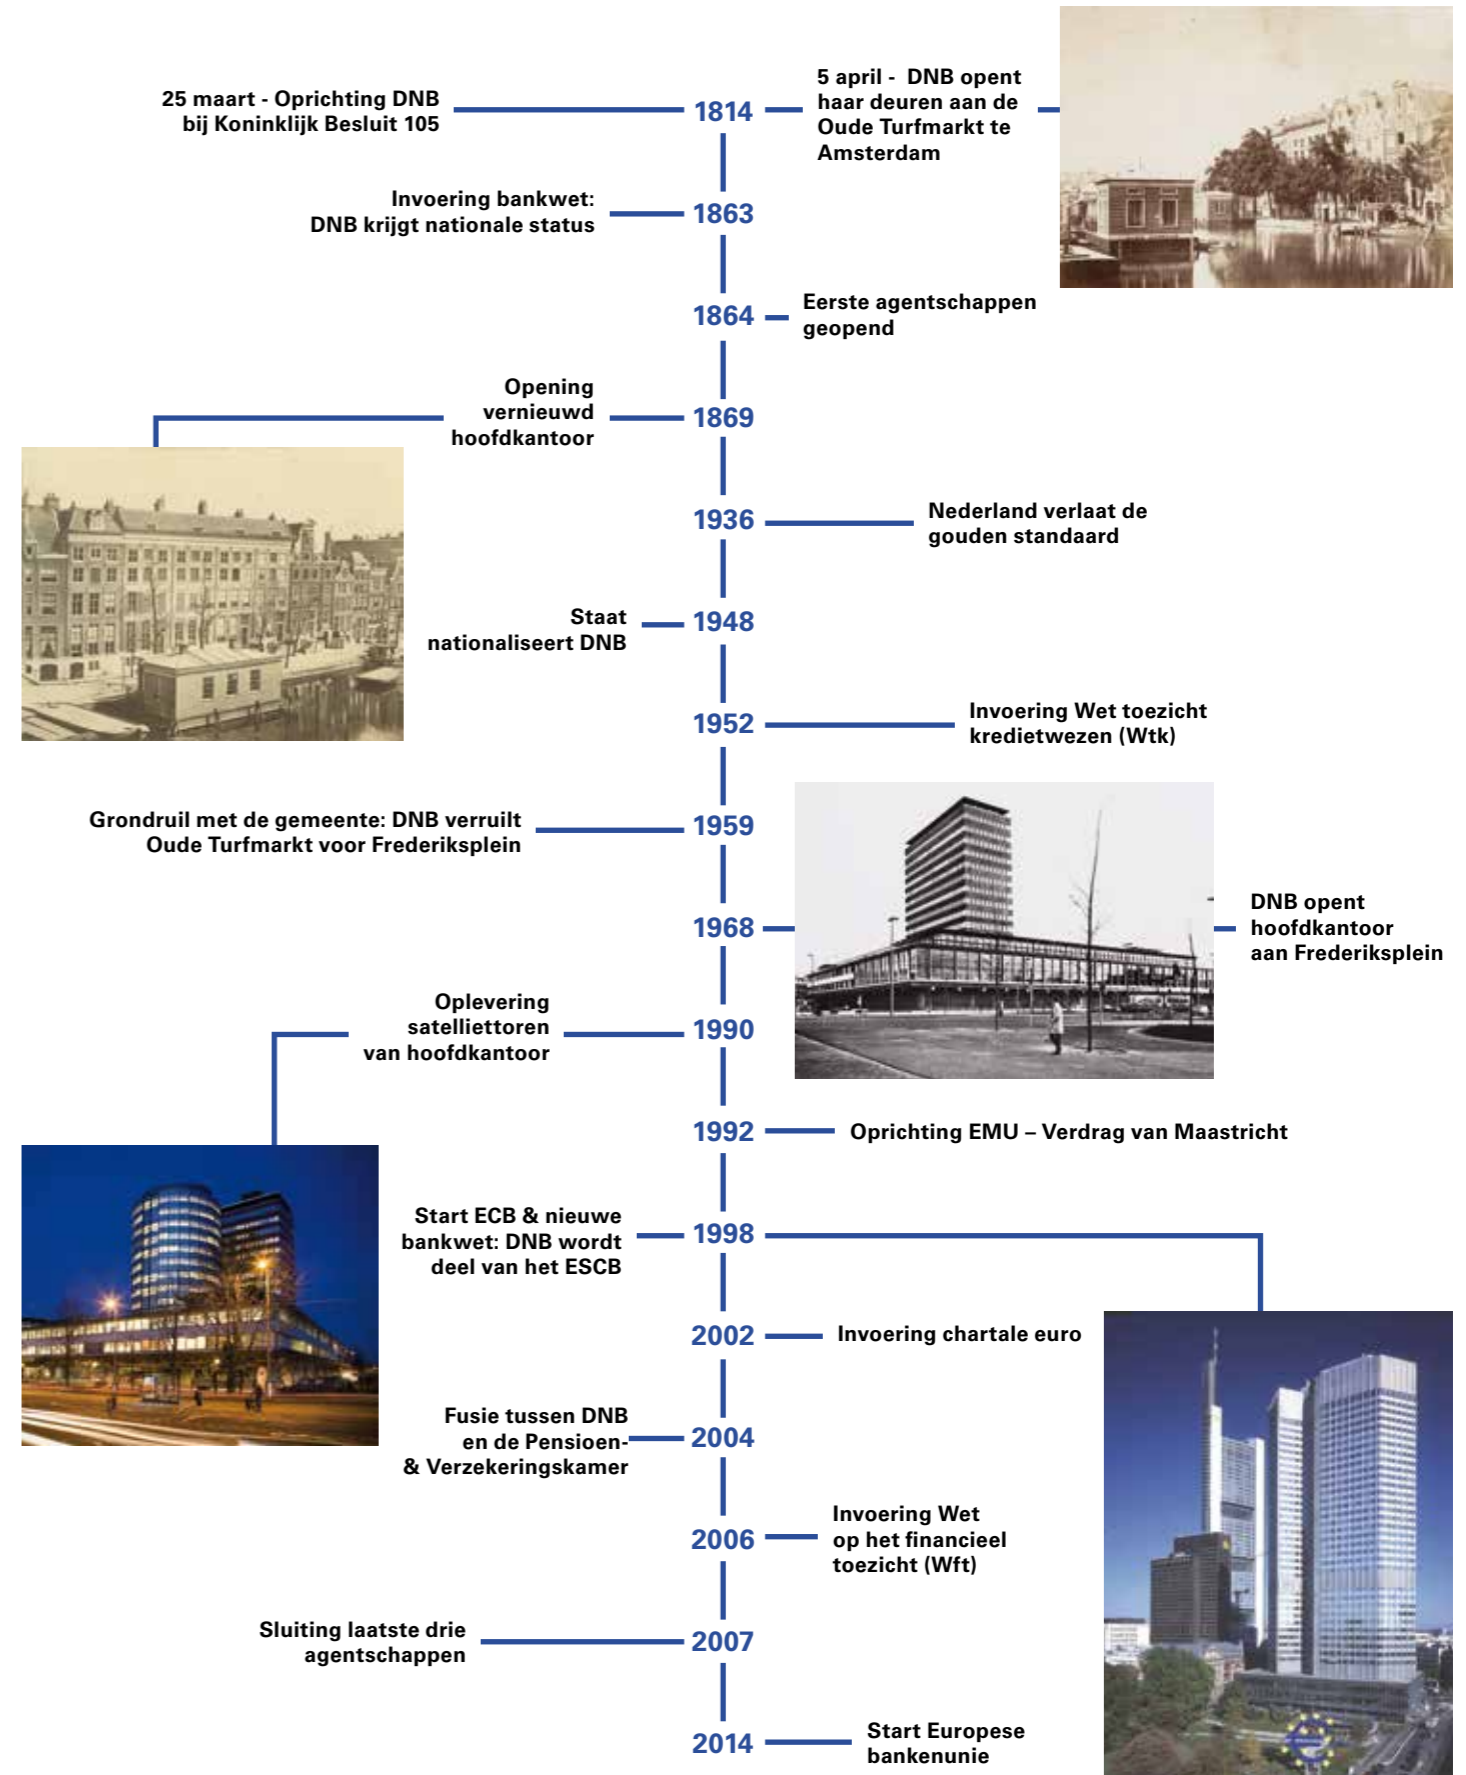 25 maart - Oprichting DNB
bij Koninklijk Besluit 105
1814
5 april - DNB opent
haar deuren aan de
Oude Turfmarkt te
Amsterdam
Invoering bankwet:
DNB krijgt nationale status
1863
1864
Eerste agentschappen
geopend
Opening
vernieuwd
hoofdkantoor
1869
1936
Nederland verlaat de
gouden standaard
Staat
nationaliseert DNB
1948
1952
Invoering Wet toezicht
kredietwezen (Wtk)
Grondruil met de gemeente: DNB verruilt
Oude Turfmarkt voor Frederiksplein
1959
1968
DNB opent
hoofdkantoor
aan Frederiksplein
Oplevering
satelliettoren
van hoofdkantoor
1990
1992
Oprichting EMU – Verdrag van Maastricht
Start ECB & nieuwe
bankwet: DNB wordt
deel van het ESCB
1998
2002
Invoering chartale euro
Fusie tussen DNB
en de Pensioen-
& Verzekeringskamer
2004
2006
Invoering Wet
op het financieel
toezicht (Wft)
Sluiting laatste drie
agentschappen
2007
2014
Start Europese
bankenunie